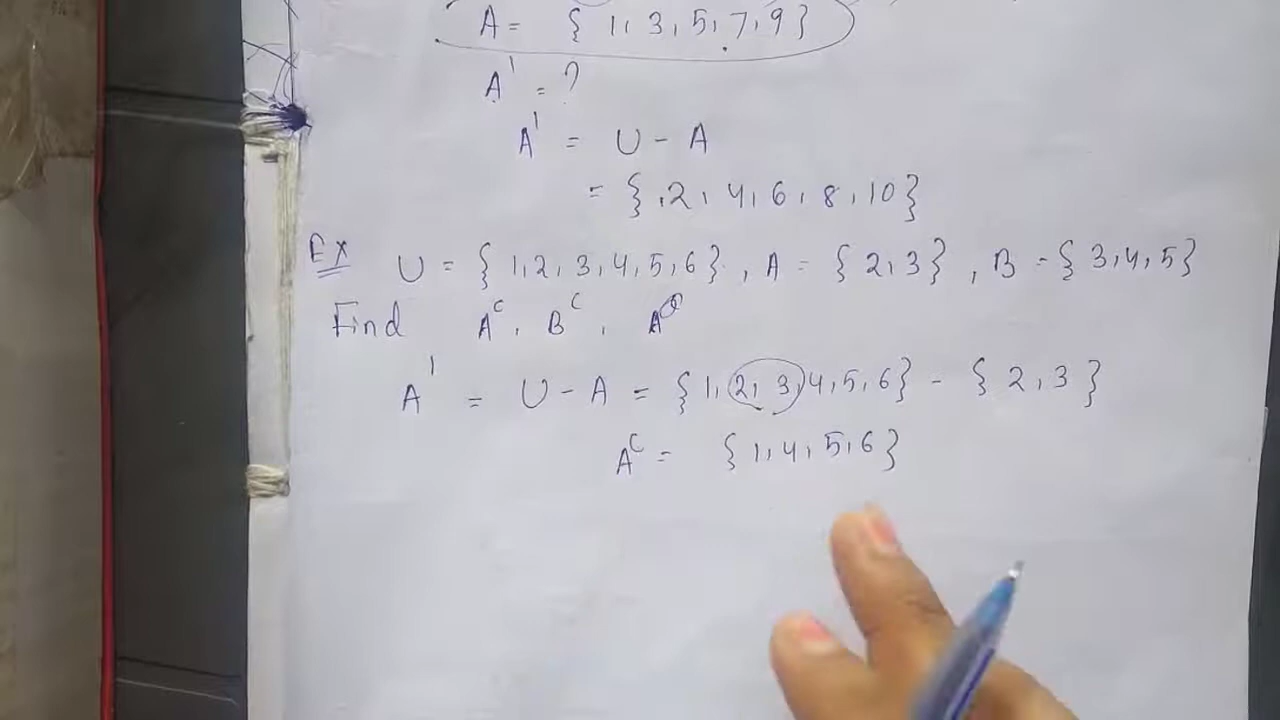 A = { 1, 3, 5, 7, 9 }
A' = ?
A' = U - A
= { 2, 4, 6, 8, 10 }
Ex U = { 1, 2, 3, 4, 5, 6 }, A = { 2, 3 }, B = { 3, 4, 5 }
Find A^c, B^c, A
A' = U - A = { 1, 2, 3, 4, 5, 6 } - { 2, 3 }
A^c = { 1, 4, 5, 6 }